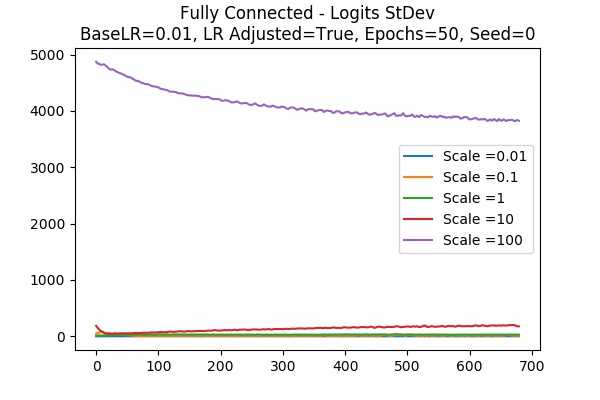 Fully Connected - Logits StDev
BaseLR=0.01, LR Adjusted=True, Epochs=50, Seed=0
5000
4000
3000
2000
1000
0
Scale =0.01
Scale =0.1
Scale =1
Scale =10
Scale =100
0 100 200 300 400 500 600 700